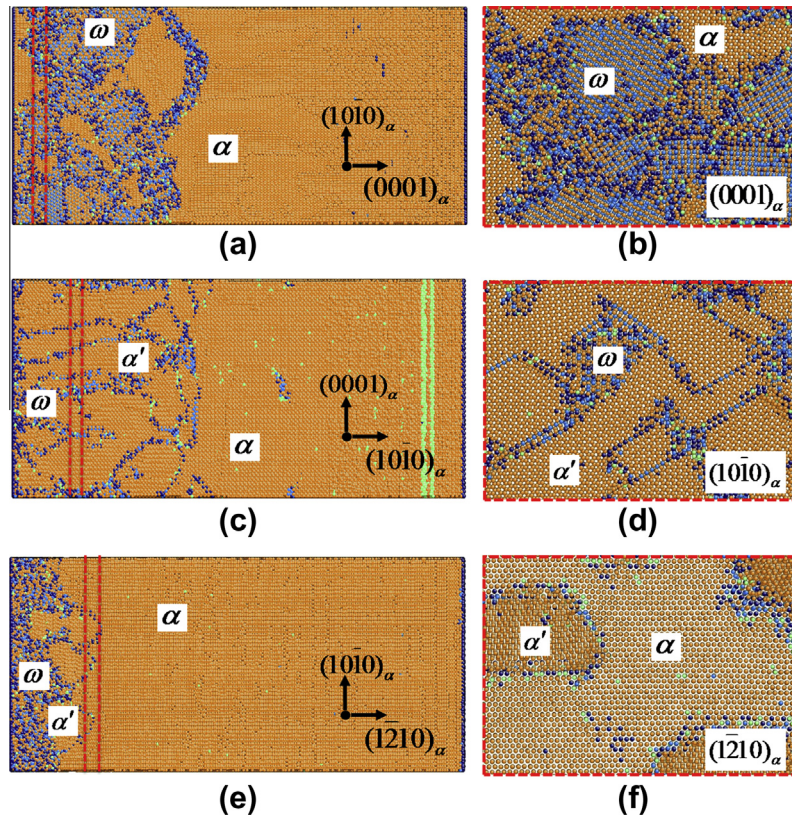 ω
α
(101̄0)α
(0001)α
(a)
α
ω
(0001)α
(b)
α'
ω
α
(0001)α
(101̄0)α
(c)
ω
α'
(101̄0)α
(d)
α
ω
α'
(101̄0)α
(12̄10)α
(e)
α'
α
(12̄10)α
(f)